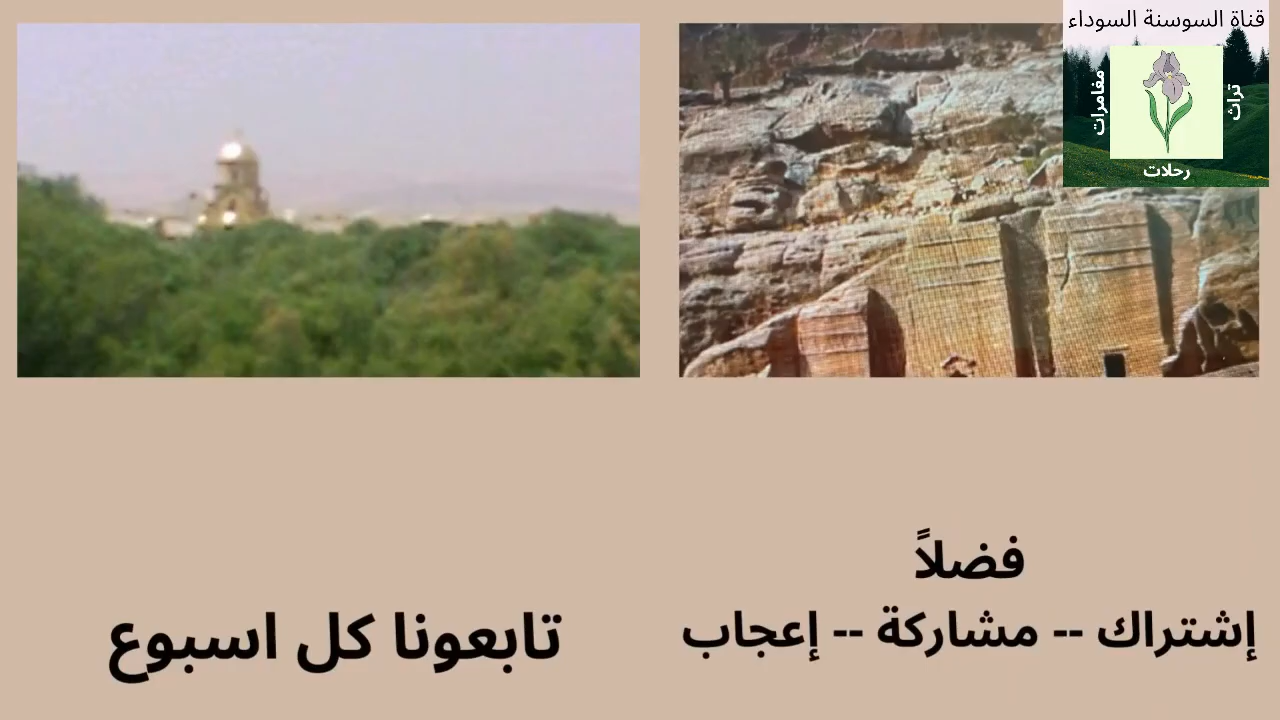 قناة السوسنة السوداء
مغامرات
تراث
رحلات
فضلاً
إشتراك -- مشاركة -- إعجاب
تابعونا كل اسبوع